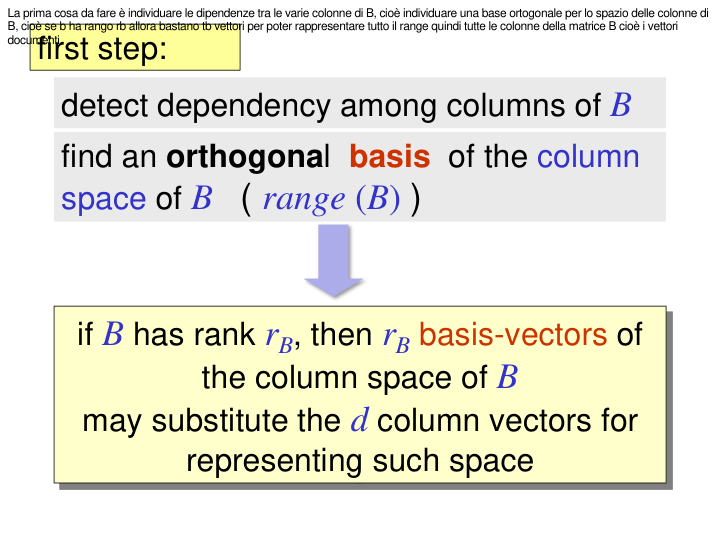 La prima cosa da fare è individuare le dipendenze tra le varie colonne di B, cioè individuare una base ortogonale per lo spazio delle colonne di
B, cioè se b ha rango rb allora bastano tb vettori per poter rappresentare tutto il range quindi tutte le colonne della matrice B cioè i vettori
documenti
first step:
detect dependency among columns of B
find an orthogonal basis of the column
space of B ( range (B) )
if B has rank r_B, then r_B basis-vectors of
the column space of B
may substitute the d column vectors for
representing such space